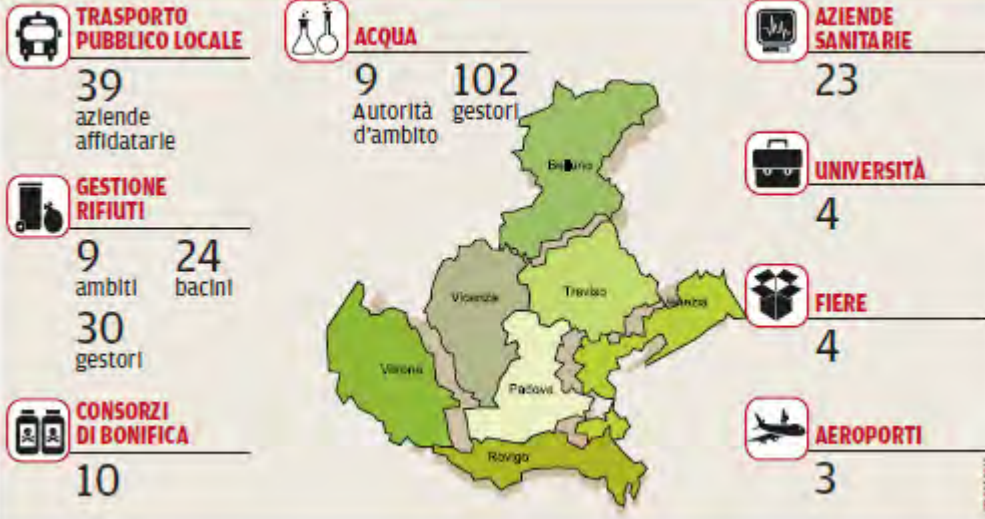 TRASPORTO
PUBBLICO LOCALE
39
aziende
affidatarie
GESTIONE
RIFIUTI
9 24
ambiti bacini
30
gestori
CONSORZI
DI BONIFICA
10
ACQUA
9 102
Autorità gestori
d'ambito
Belluno
Vicenza
Treviso
Verona
Padova
Rovigo
AZIENDE
SANITARIE
23
UNIVERSITÀ
4
FIERE
4
AEROPORTI
3